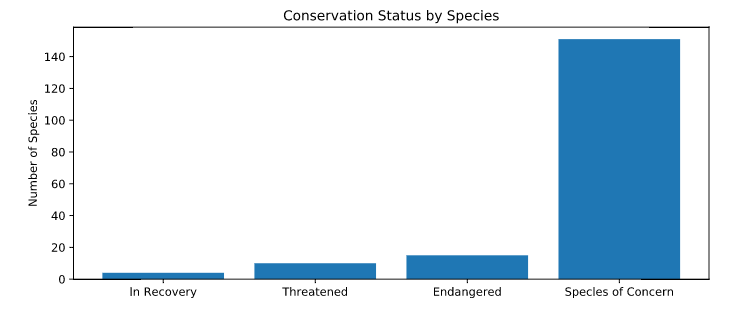 Conservation Status by Species
Number of Species
140
120
100
80
60
40
20
0
In Recovery
Threatened
Endangered
Species of Concern